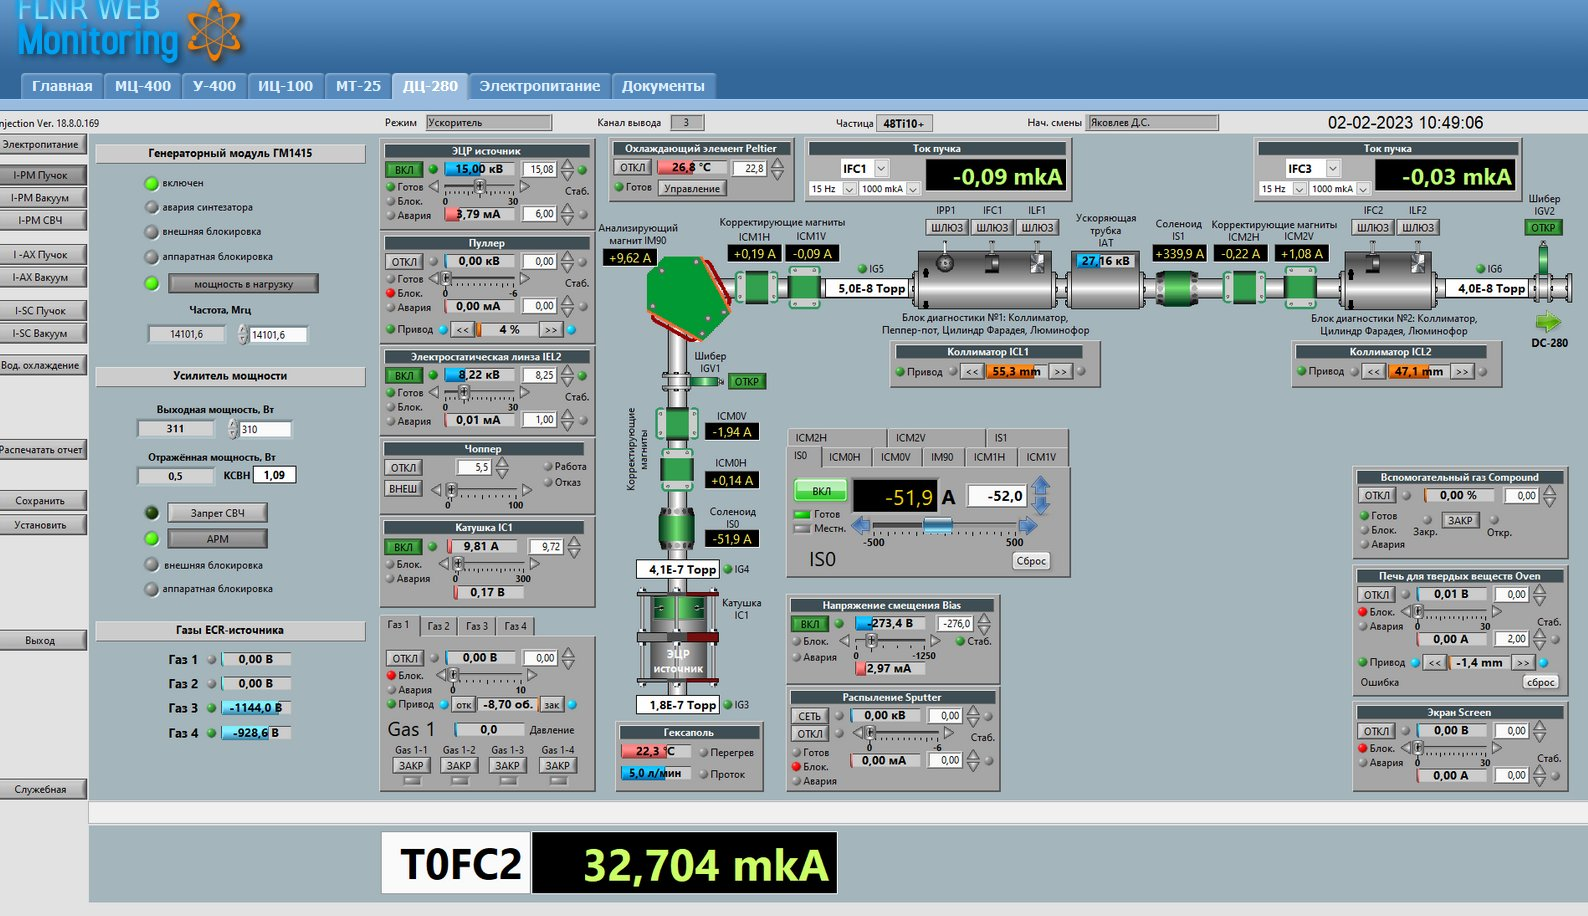 FLNR WEB
Monitoring
Главная МЦ-400 У-400 ИЦ-100 МТ-25 ДЦ-280 Электропитание Документы
njection Ver. 18.8.0.169
Режим Ускоритель
Канал вывода 3
Частица 48Ti10+
Нач. смены Яковлев Д.С.
02-02-2023 10:49:06
Электропитание
I-PM Пучок
I-PM Вакуум
I-PM СВЧ
I -AX Пучок
I-AX Вакуум
I-SC Пучок
I-SC Вакуум
Вод. охлаждение
Распечатать отчет
Сохранить
Установить
Выход
Служебная
Генераторный модуль ГМ1415
включен
авария синтезатора
внешняя блокировка
аппаратная блокировка
мощность в нагрузку
Частота, Мгц
14101,6 14101,6
Усилитель мощности
Выходная мощность, Вт
311 310
Отражённая мощность, Вт
0,5 КСВН 1,09
Запрет СВЧ
АРМ
внешняя блокировка
аппаратная блокировка
Газы ECR-источника
Газ 1 0,00 В
Газ 2 0,00 В
Газ 3 -1144,0 В
Газ 4 -928,6 В
ЭЦР источник
ВКЛ 15,00 кВ 15,08
Готов
Блок. 0 30 Стаб.
Авария 3,79 мА 6,00
Пуллер
ОТКЛ 0,00 кВ 0,00
Готов
Блок. 0 -6 Стаб.
Авария 0,00 мА 0,00
Привод << 4 % >>
Электростатическая линза IEL2
ВКЛ 8,22 кВ 8,25
Готов
Блок. 0 30 Стаб.
Авария 0,01 мА 1,00
Чоппер
ОТКЛ 5,5 Работа
ВНЕШ Отказ
0 100
Катушка IC1
ВКЛ 9,81 А 9,72
Блок.
Авария 0 300
0,17 В
Газ 1 Газ 2 Газ 3 Газ 4
ОТКЛ 0,00 В 0,00
Блок.
Авария 0 10
Привод отк -8,70 об. зак
Gas 1 0,0 Давление
Gas 1-1 Gas 1-2 Gas 1-3 Gas 1-4
ЗАКР ЗАКР ЗАКР ЗАКР
Охлаждающий элемент Peltier
ОТКЛ 26,8 °C 22,8
Готов Управление
Ток пучка
IFC1 -0,09 mkA
15 Hz 1000 mkA
Ток пучка
IFC3 -0,03 mkA
15 Hz 1000 mkA
Анализирующий
магнит IM90
+9,62 А
Корректирующие магниты
ICM1H ICM1V
+0,19 А -0,09 А
IG5
5,0E-8 Торр
IPP1 IFC1 ILF1
ШЛЮЗ ШЛЮЗ ШЛЮЗ
Ускоряющая
трубка
IAT
27,16 кВ
Соленоид
IS1
+339,9 А
Корректирующие магниты
ICM2H ICM2V
-0,22 А +1,08 А
IFC2 ILF2
ШЛЮЗ ШЛЮЗ
IG6
4,0E-8 Торр
Шибер
IGV2
ОТКР
DC-280
Блок диагностики №1: Коллиматор,
Пеппер-пот, Цилиндр Фарадея, Люминофор
Блок диагностики №2: Коллиматор,
Цилиндр Фарадея, Люминофор
Коллиматор ICL1
Привод << 55,3 mm >>
Коллиматор ICL2
Привод << 47,1 mm >>
Шибер
IGV1
ОТКР
Корректирующие
магниты
ICM0V
-1,94 А
ICM0H
+0,14 А
Соленоид
IS0
-51,9 А
4,1E-7 Торр IG4
Катушка
IC1
ЭЦР
источник
1,8E-7 Торр IG3
Гексаполь
22,3 °C Перегрев
5,0 л/мин Проток
ICM2H ICM2V IS1
IS0 ICM0H ICM0V IM90 ICM1H ICM1V
ВКЛ -51,9 А -52,0
Готов
Местн.
-500 500
IS0 Сброс
Напряжение смещения Bias
ВКЛ -273,4 В -276,0
Блок. Стаб.
Авария 0 -1250
2,97 мА
Распыление Sputter
СЕТЬ 0,00 кВ 0,00
ОТКЛ
Готов 0 -6 Стаб.
Блок. 0,00 мА 0,00
Авария
Вспомогательный газ Compound
ОТКЛ 0,00 % 0,00
Готов
Блок. Закр. ЗАКР Откр.
Авария
Печь для твердых веществ Oven
ОТКЛ 0,01 В 0,00
Блок.
Авария 0 30 Стаб.
0,00 А 2,00
Привод << -1,4 mm >>
Ошибка сброс
Экран Screen
ОТКЛ 0,00 В 0,00
Блок.
Авария 0 30 Стаб.
0,00 А 0,00
T0FC2 32,704 mkA